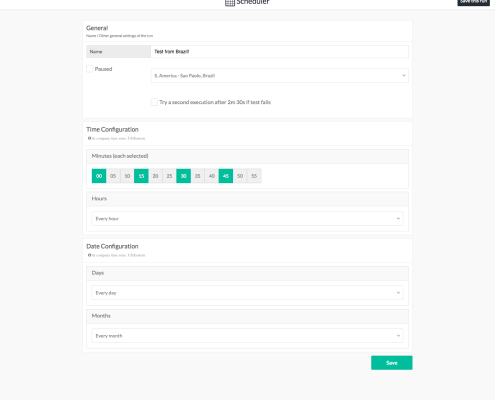 Scheduler
Save this run
General
Name / Other general settings of the run
Name
Test from Brazil!
Paused
S. America - Sao Paolo, Brazil
Try a second execution after 2m 30s if test fails
Time Configuration
Minutes (each selected)
00 05 10 15 20 25 30 35 40 45 50 55
Hours
Every hour
Date Configuration
Days
Every day
Months
Every month
Save